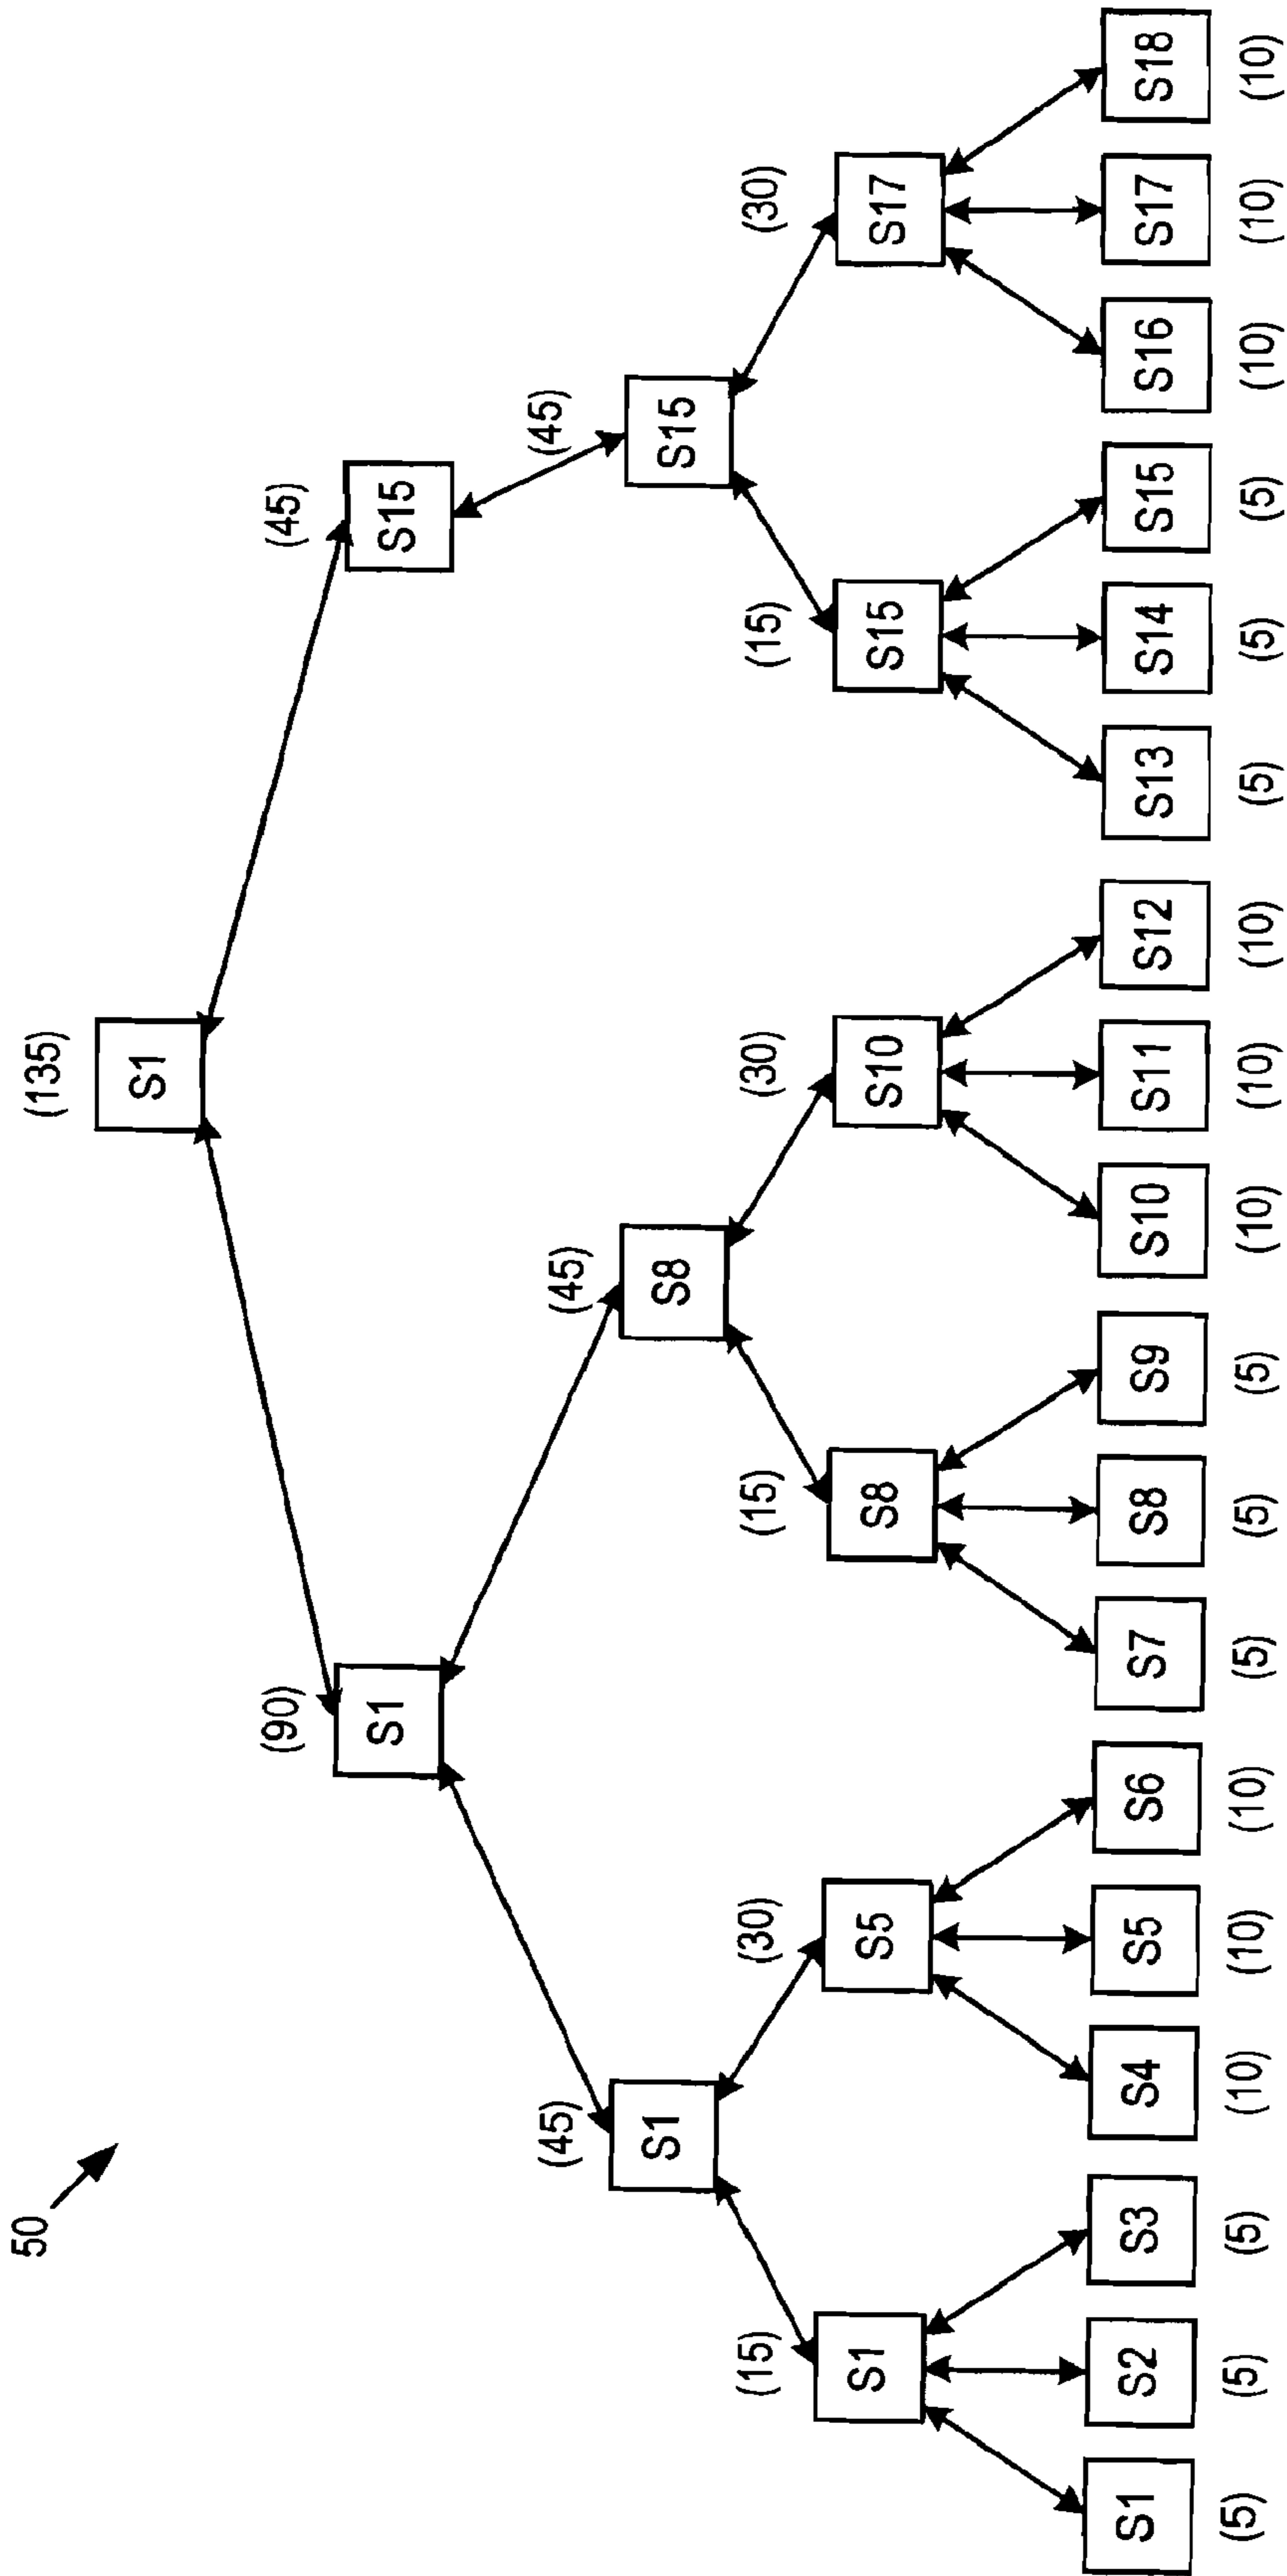 50
(135)
S1
(90)
(45)
S1
S15
(45)
(45)
(45)
S1
S8
S15
(15)
(30)
(15)
(30)
(15)
(30)
S1
S5
S8
S10
S15
S17
S1
S2
S3
S4
S5
S6
S7
S8
S9
S10
S11
S12
S13
S14
S15
S16
S17
S18
(5)
(5)
(5)
(10)
(10)
(10)
(5)
(5)
(5)
(10)
(10)
(10)
(5)
(5)
(5)
(10)
(10)
(10)